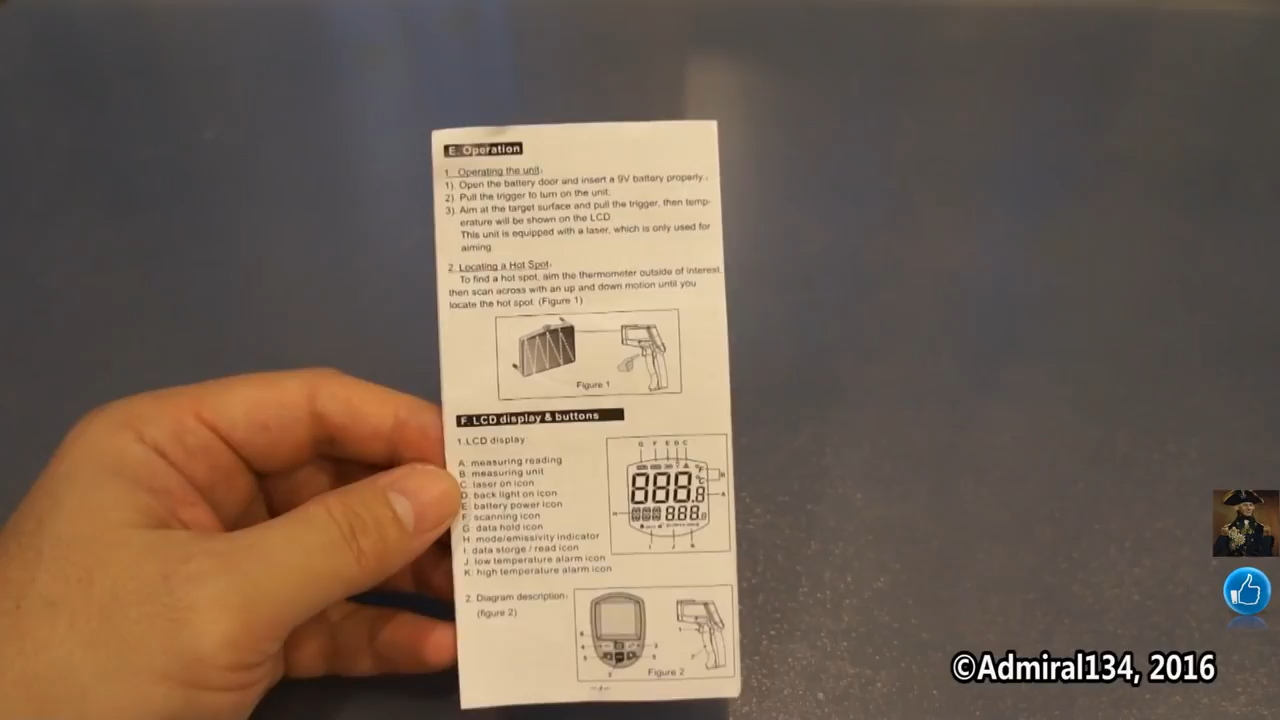 E. Operation
1. Operating the unit:
1). Open the battery door and insert a 9V battery properly.
2). Pull the trigger to turn on the unit.
3). Aim at the target surface and pull the trigger, then temp-
erature will be shown on the LCD.
This unit is equipped with a laser, which is only used for
aiming.
2. Locating a Hot Spot:
To find a hot spot, aim the thermometer outside of interest,
then scan across with an up and down motion until you
locate the hot spot. (Figure 1)
Figure 1
F. LCD display & buttons
1.LCD display:
A: measuring reading
B: measuring unit
C: laser on icon
D: back light on icon
E: battery power icon
F: scanning icon
G: data hold icon
H: mode/emissivity indicator
I: data storge / read icon
J: low temperature alarm icon
K: high temperature alarm icon
G F E D C
B
888.8
A
H
888.8
I J K
2. Diagram description:
(figure 2)
Figure 2
©Admiral134, 2016